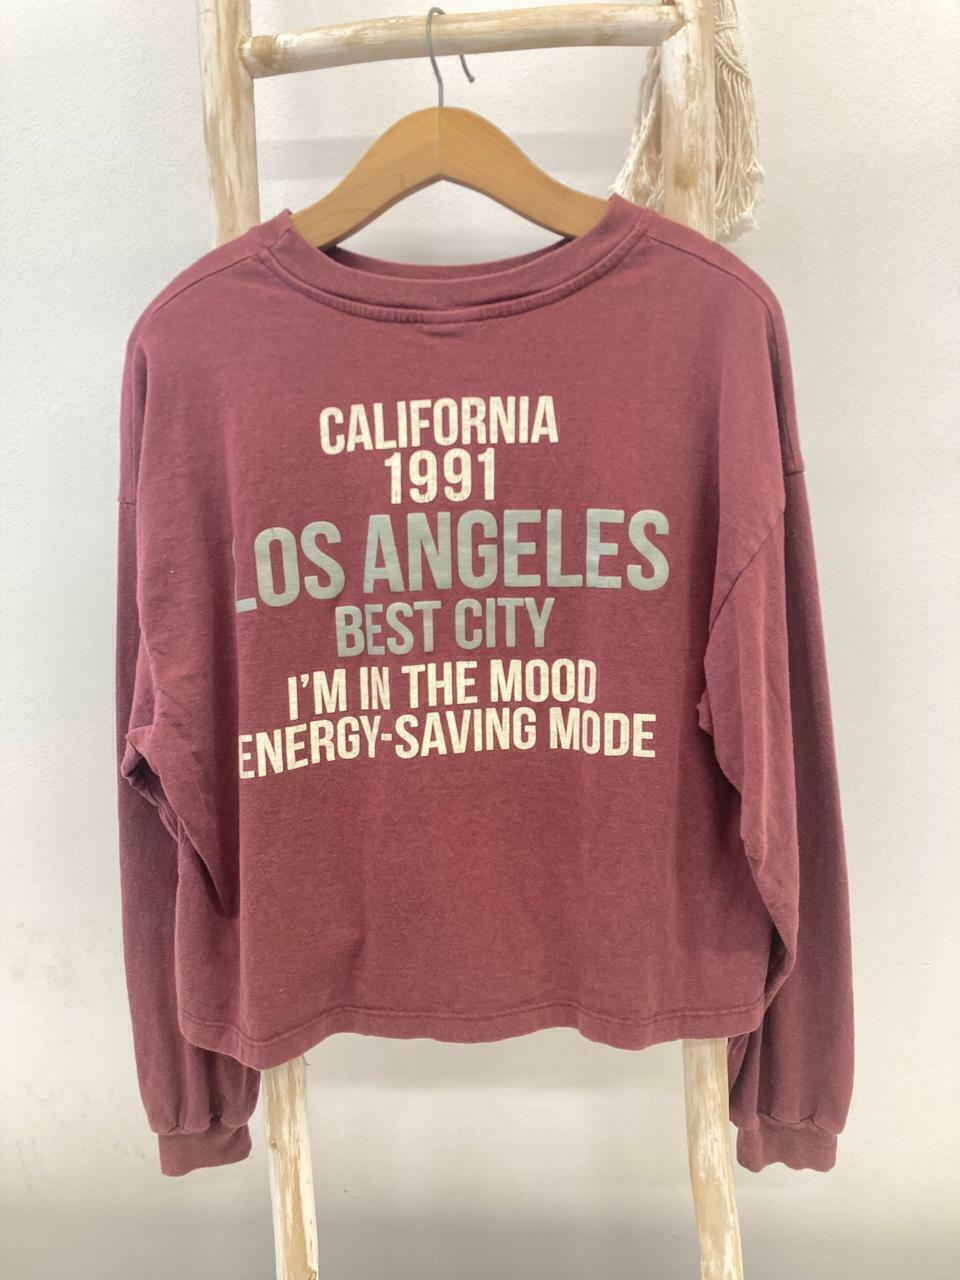 CALIFORNIA
1991
LOS ANGELES
BEST CITY
I'M IN THE MOOD
ENERGY-SAVING MODE